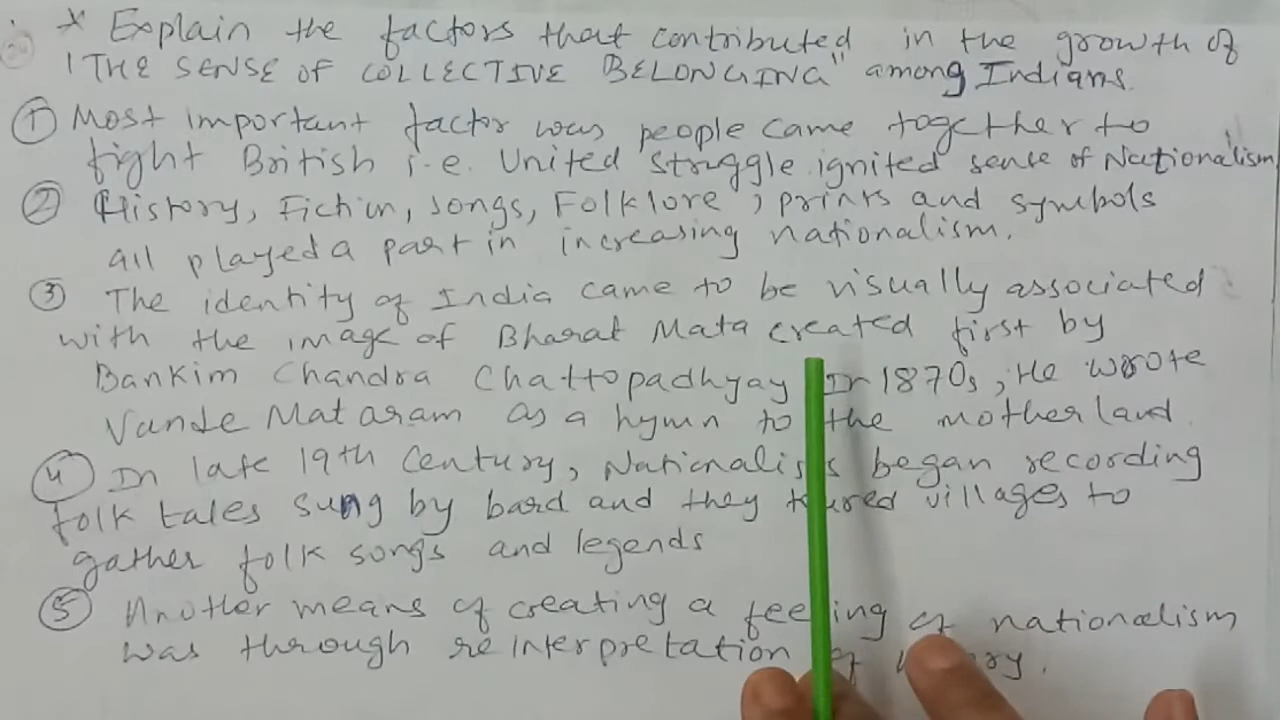 * Explain the factors that contributed in the growth of
'THE SENSE OF COLLECTIVE BELONGING" among Indians.
① Most important factor was people came together to
fight British i.e. United struggle ignited sense of Nationalism
② History, Fiction, songs, Folklore, prints and symbols
all played a part in increasing nationalism.
③ The identity of India came to be visually associated
with the image of Bharat Mata created first by
Bankim Chandra Chattopadhyay In 1870s, He wrote
Vande Mataram as a hymn to the motherland.
④ In late 19th Century, Nationalists began recording
folk tales sung by bard and they toured villages to
gather folk songs and legends
⑤ Another means of creating a feeling of nationalism
was through reinterpretation of